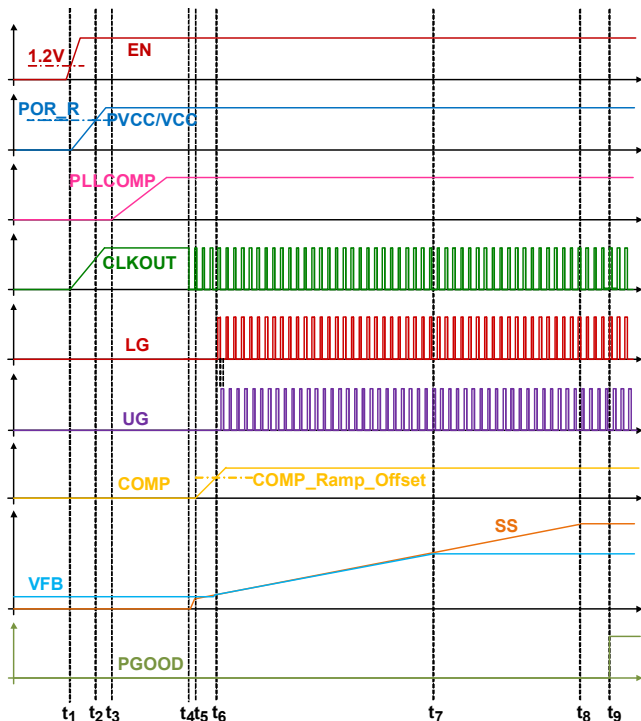 EN
1.2V
POR_R
PVCC/VCC
PLLCOMP
CLKOUT
LG
UG
COMP
COMP_Ramp_Offset
SS
VFB
PGOOD
t1 t2 t3 t4 t5 t6 t7 t8 t9